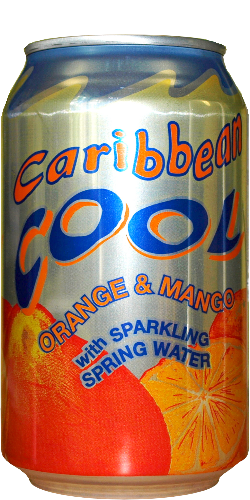 Caribbean
COOL
ORANGE & MANGO
with SPARKLING
SPRING WATER